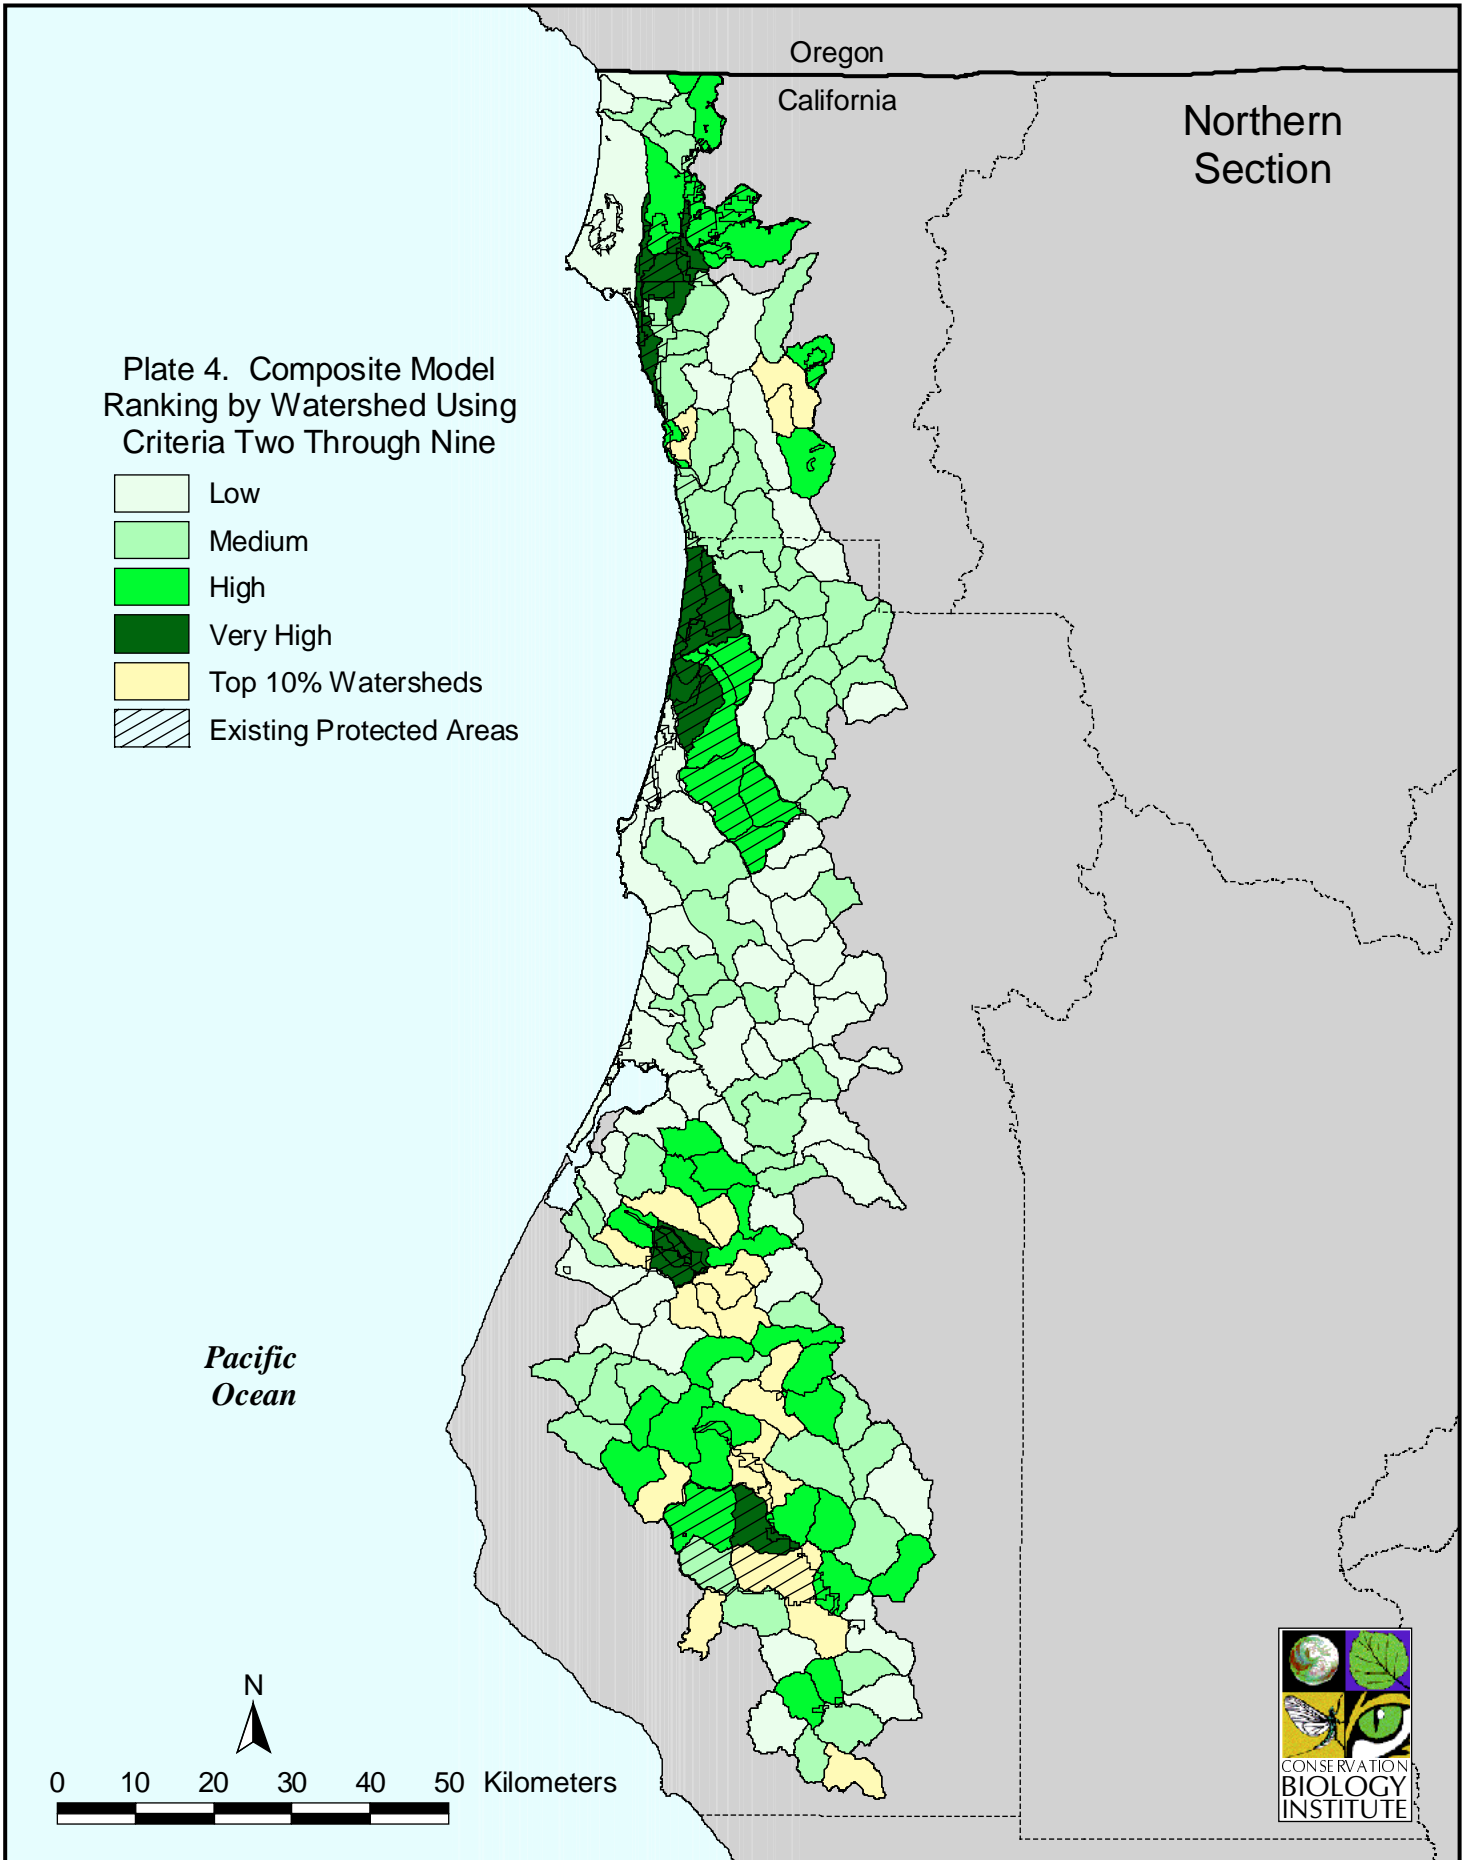 Oregon
California
Northern
Section
Plate 4. Composite Model
Ranking by Watershed Using
Criteria Two Through Nine
Low
Medium
High
Very High
Top 10% Watersheds
Existing Protected Areas
Pacific
Ocean
N
0 10 20 30 40 50 Kilometers
CONSERVATION
BIOLOGY
INSTITUTE